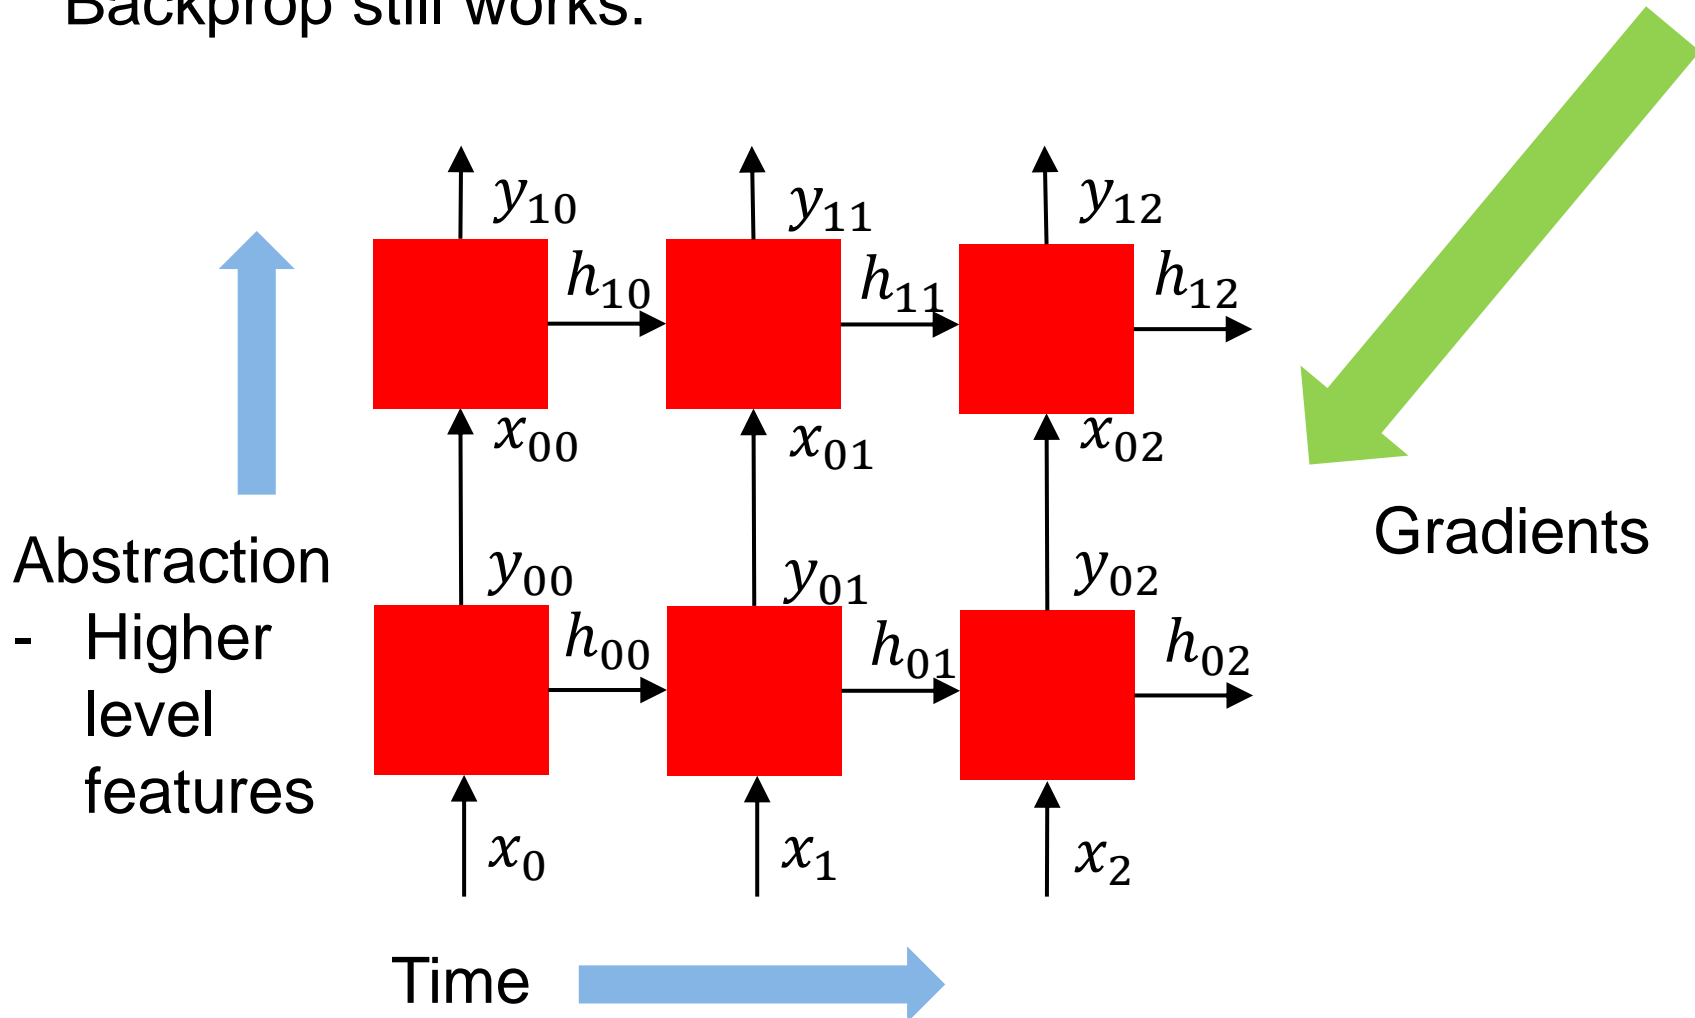 Backprop still works:
y₁₀ y₁₁ y₁₂
h₁₀ h₁₁ h₁₂
x₀₀ x₀₁ x₀₂
Gradients
Abstraction
- Higher
level
features
y₀₀ y₀₁ y₀₂
h₀₀ h₀₁ h₀₂
x₀ x₁ x₂
Time